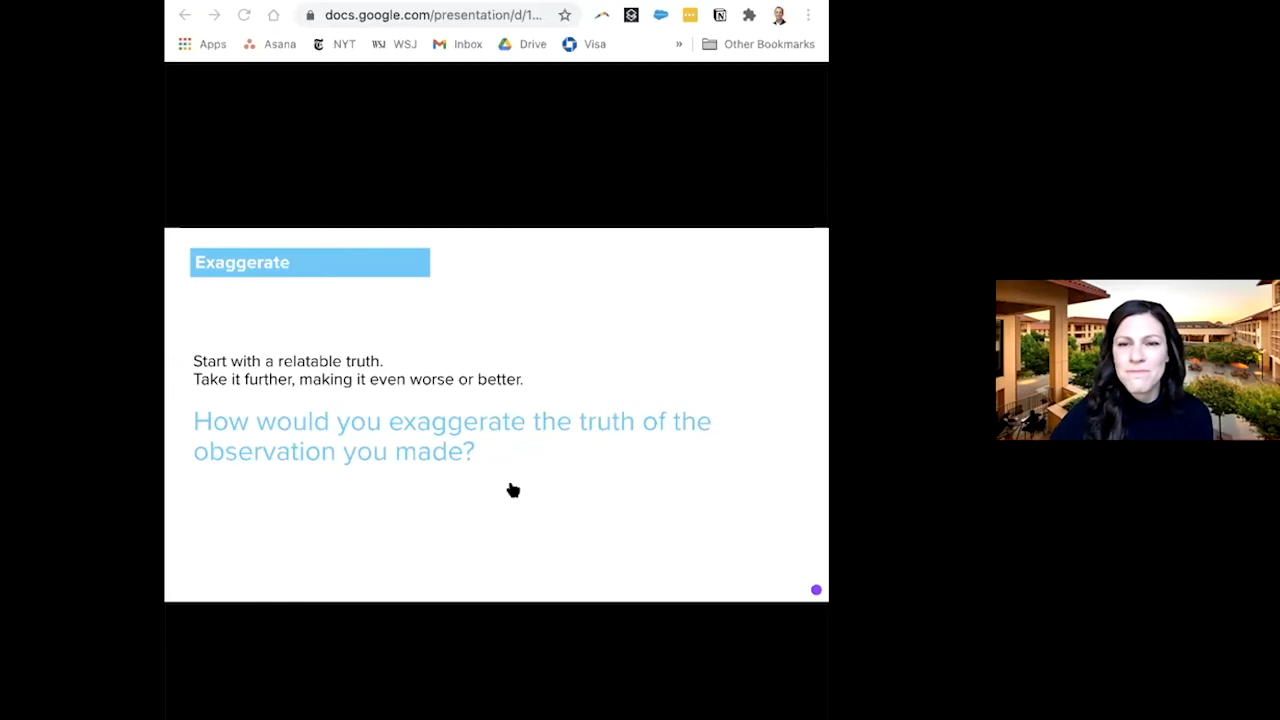 docs.google.com/presentation/d/1...
Apps Asana NYT WSJ WSJ Inbox Drive Visa » Other Bookmarks
Exaggerate
Start with a relatable truth.
Take it further, making it even worse or better.
How would you exaggerate the truth of the
observation you made?